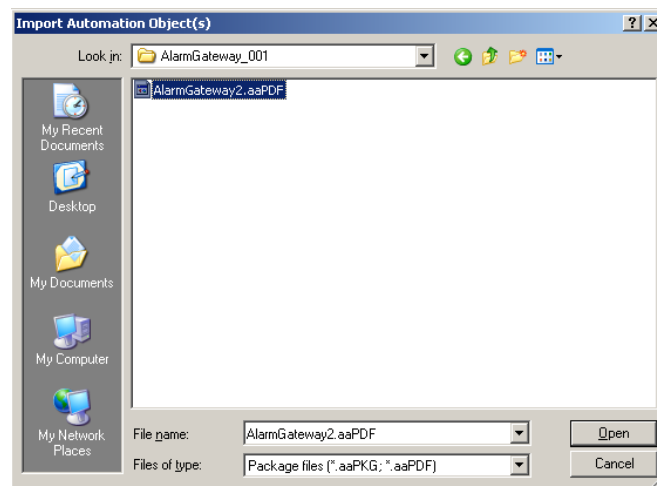 Import Automation Object(s)
Look in: AlarmGateway_001
AlarmGateway2.aaPDF
My Recent
Documents
Desktop
My Documents
My Computer
My Network
Places
File name: AlarmGateway2.aaPDF Open
Files of type: Package files (*.aaPKG; *.aaPDF) Cancel